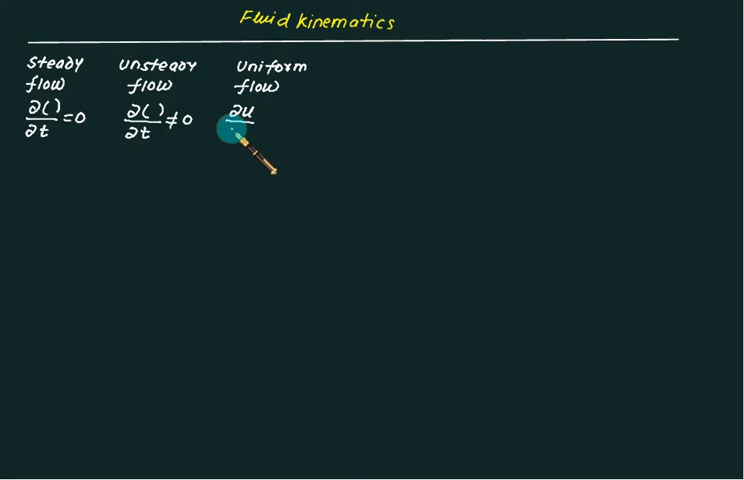 Fluid kinematics
Steady flow
∂( )/∂t = 0
Unsteady flow
∂( )/∂t ≠ 0
Uniform flow
∂u